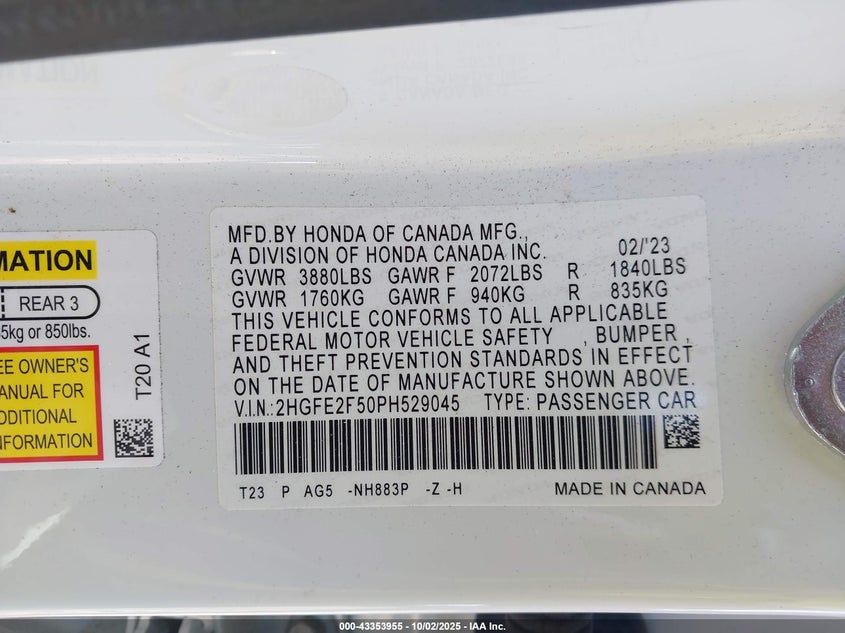 MATION
REAR 3
5kg or 850lbs.
EE OWNER'S
ANUAL FOR
DDITIONAL
NFORMATION
T20 A1
MFD.BY HONDA OF CANADA MFG.,
A DIVISION OF HONDA CANADA INC. 02/'23
GVWR 3880LBS GAWR F 2072LBS R 1840LBS
GVWR 1760KG GAWR F 940KG R 835KG
THIS VEHICLE CONFORMS TO ALL APPLICABLE
FEDERAL MOTOR VEHICLE SAFETY , BUMPER ,
AND THEFT PREVENTION STANDARDS IN EFFECT
ON THE DATE OF MANUFACTURE SHOWN ABOVE.
V.I.N.:2HGFE2F50PH529045 TYPE: PASSENGER CAR
T23 P AG5 -NH883P -Z -H MADE IN CANADA
000-43353955 - 10/02/2025 - IAA Inc.